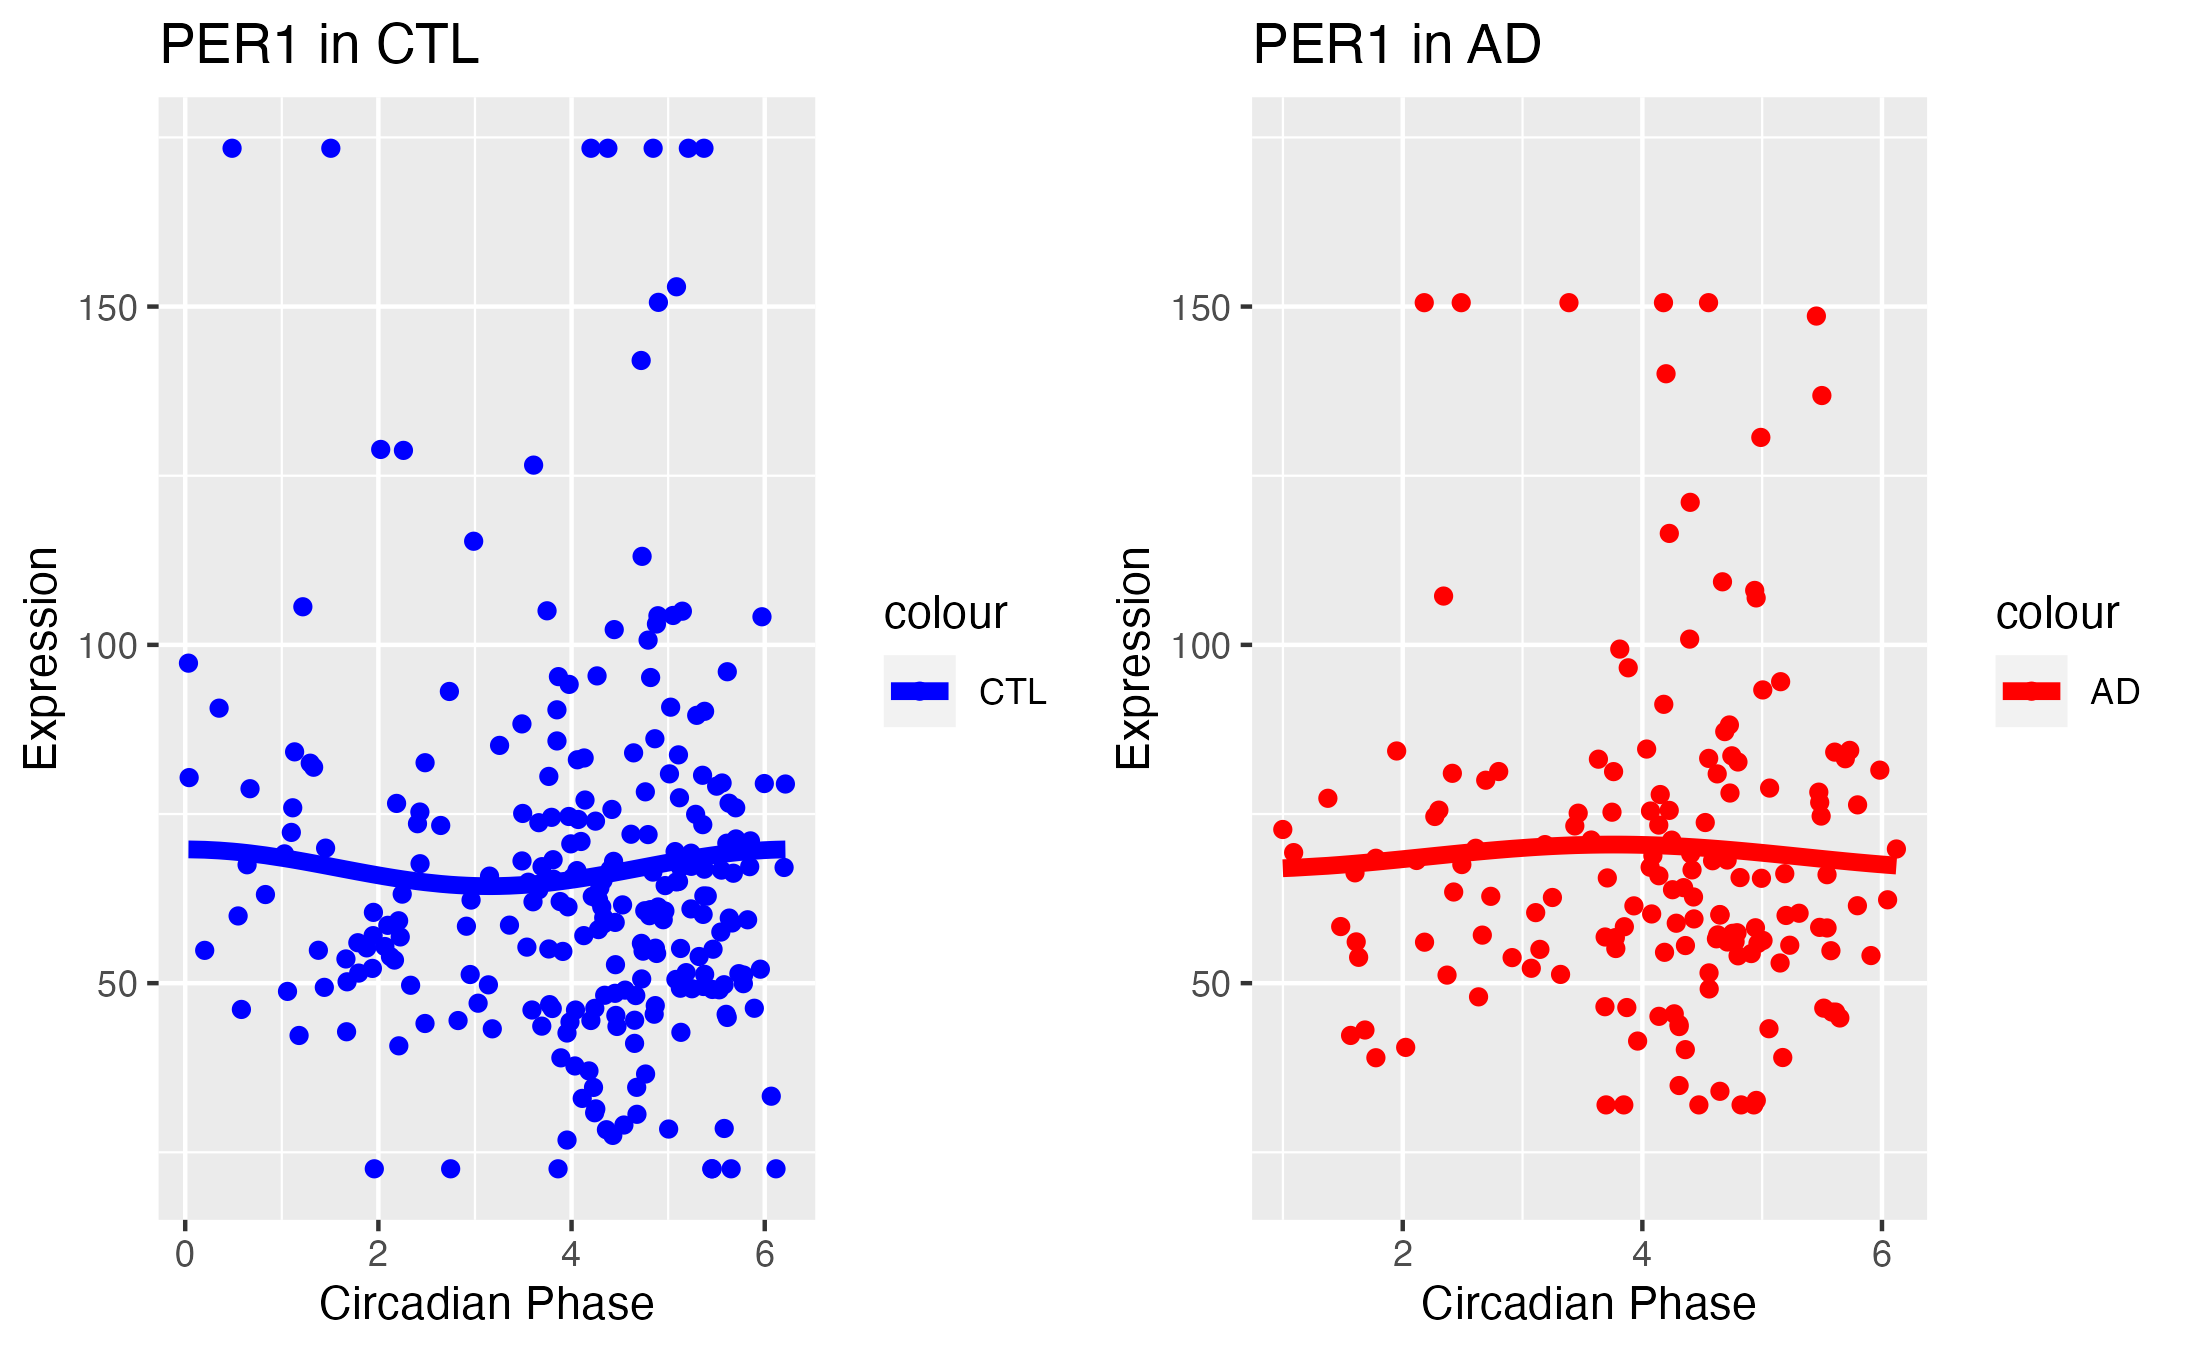 PER1 in CTL
Expression
150
100
50
0 2 4 6
Circadian Phase
colour
CTL
PER1 in AD
Expression
150
100
50
2 4 6
Circadian Phase
colour
AD